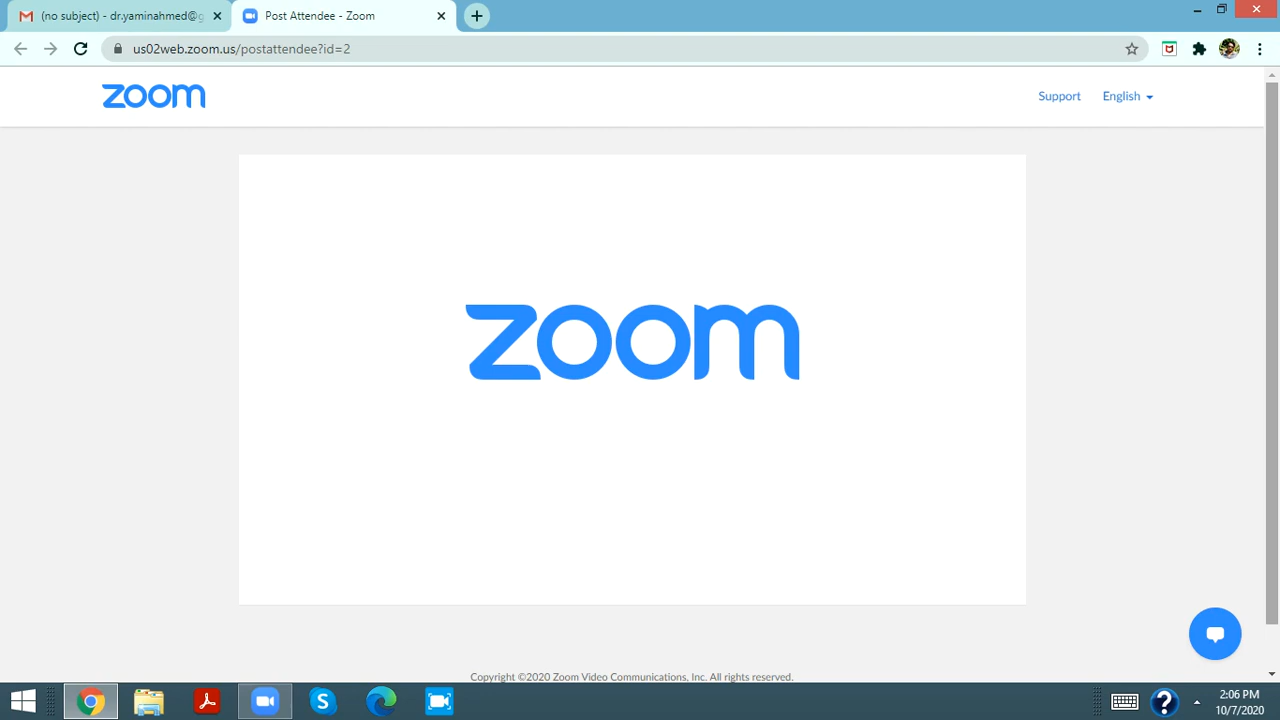 (no subject) - dr.yaminahmed@g
Post Attendee - Zoom
us02web.zoom.us/postattendee?id=2
zoom
Support
English
zoom
Copyright ©2020 Zoom Video Communications, Inc. All rights reserved.
2:06 PM
10/7/2020